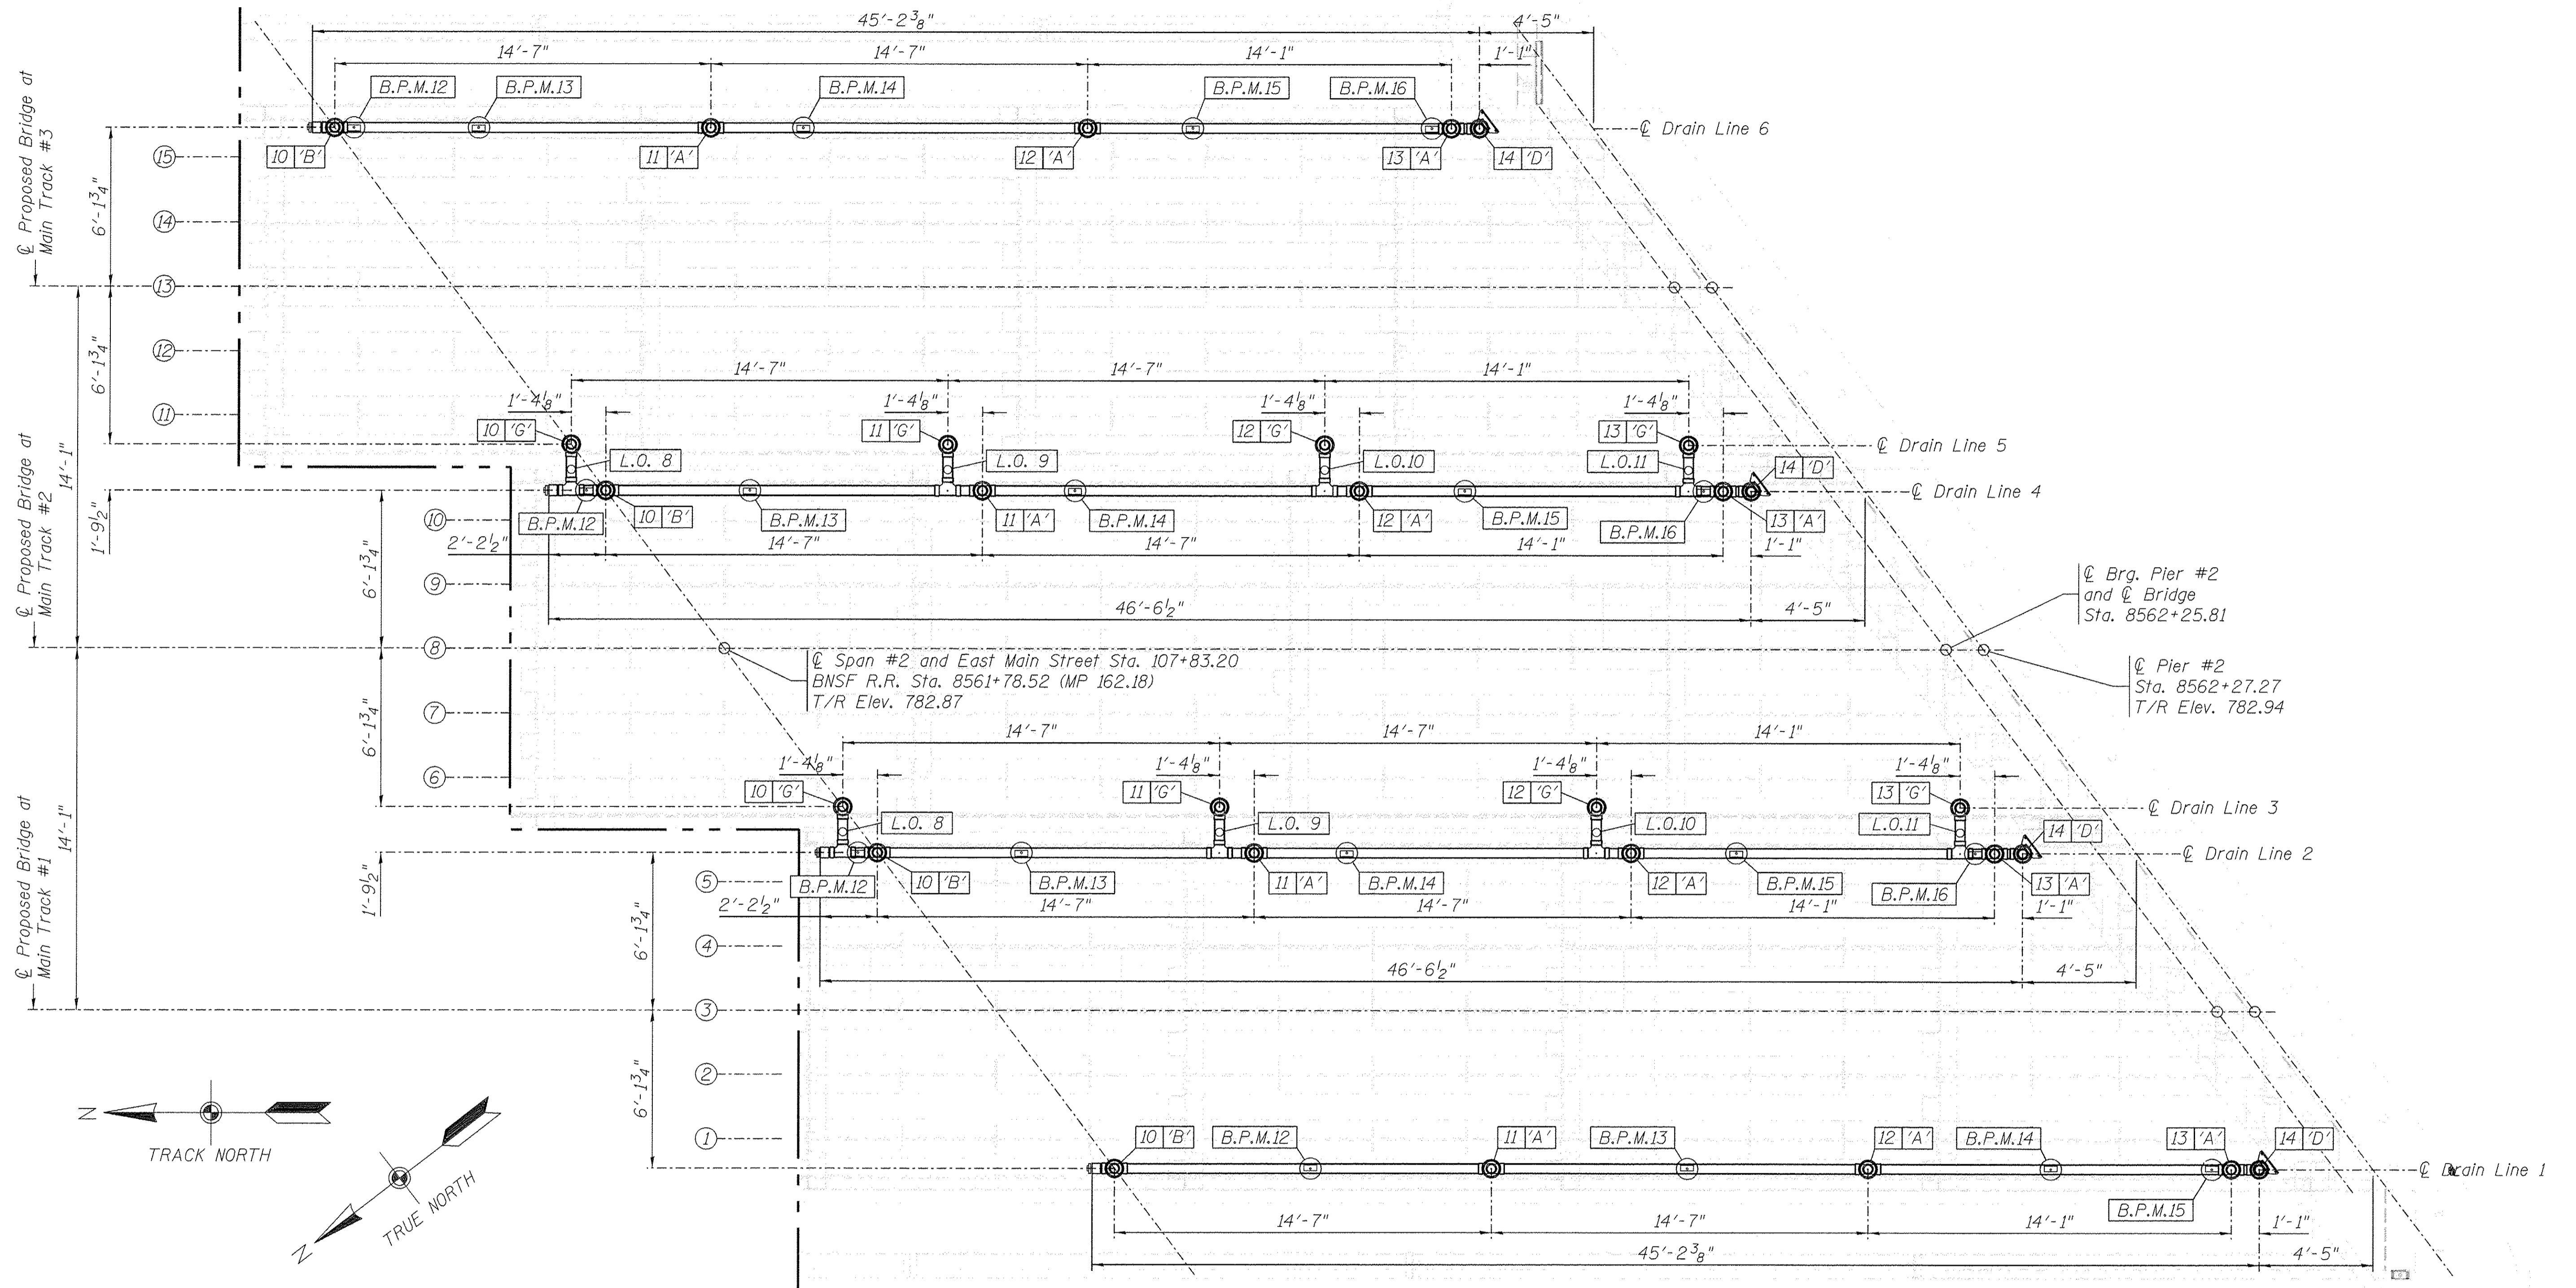 45'-2 3/8"
4'-5"
14'-7"
14'-7"
14'-1"
1'-1"
B.P.M.12
B.P.M.13
B.P.M.14
B.P.M.15
B.P.M.16
℄ Drain Line 6
10 'B'
11 'A'
12 'A'
13 'A'
14 'D'
℄ Proposed Bridge at
Main Track #3
6'-1 3/4"
15
14
13
12
11
6'-1 3/4"
14'-7"
14'-7"
14'-1"
1'-4 1/8"
1'-4 1/8"
1'-4 1/8"
1'-4 1/8"
10 'G'
11 'G'
12 'G'
13 'G'
℄ Drain Line 5
L.O. 8
L.O. 9
L.O.10
L.O.11
14 'D'
℄ Drain Line 4
℄ Proposed Bridge at
Main Track #2
14'-1"
1'-9 1/2"
10
B.P.M.12
10 'B'
B.P.M.13
11 'A'
B.P.M.14
12 'A'
B.P.M.15
B.P.M.16
13 'A'
2'-2 1/2"
14'-7"
14'-7"
14'-1"
1'-1"
9
6'-1 3/4"
46'-6 1/2"
4'-5"
℄ Brg. Pier #2
and ℄ Bridge
Sta. 8562+25.81
8
℄ Span #2 and East Main Street Sta. 107+83.20
BNSF R.R. Sta. 8561+78.52 (MP 162.18)
T/R Elev. 782.87
℄ Pier #2
Sta. 8562+27.27
T/R Elev. 782.94
7
6'-1 3/4"
6
14'-7"
14'-7"
14'-1"
1'-4 1/8"
1'-4 1/8"
1'-4 1/8"
1'-4 1/8"
10 'G'
11 'G'
12 'G'
13 'G'
℄ Drain Line 3
L.O. 8
L.O. 9
L.O.10
L.O.11
14 'D'
℄ Drain Line 2
℄ Proposed Bridge at
Main Track #1
14'-1"
1'-9 1/2"
5
B.P.M.12
10 'B'
B.P.M.13
11 'A'
B.P.M.14
12 'A'
B.P.M.15
B.P.M.16
13 'A'
2'-2 1/2"
14'-7"
14'-7"
14'-1"
1'-1"
4
6'-1 3/4"
46'-6 1/2"
4'-5"
3
2
6'-1 3/4"
1
10 'B'
B.P.M.12
11 'A'
B.P.M.13
12 'A'
B.P.M.14
13 'A'
14 'D'
℄ Drain Line 1
B.P.M.15
14'-7"
14'-7"
14'-1"
1'-1"
45'-2 3/8"
4'-5"
N
TRACK NORTH
N
TRUE NORTH